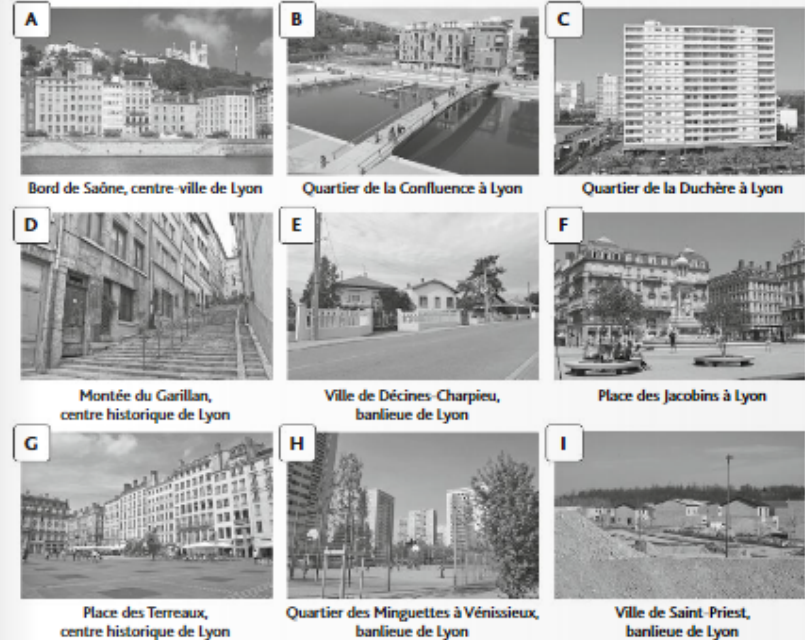 A
B
C
Bord de Saône, centre-ville de Lyon
Quartier de la Confluence à Lyon
Quartier de la Duchère à Lyon
D
E
F
Montée du Garillan,
centre historique de Lyon
Ville de Décines-Charpieu,
banlieue de Lyon
Place des Jacobins à Lyon
G
H
I
Place des Terreaux,
centre historique de Lyon
Quartier des Minguettes à Vénissieux,
banlieue de Lyon
Ville de Saint-Priest,
banlieue de Lyon